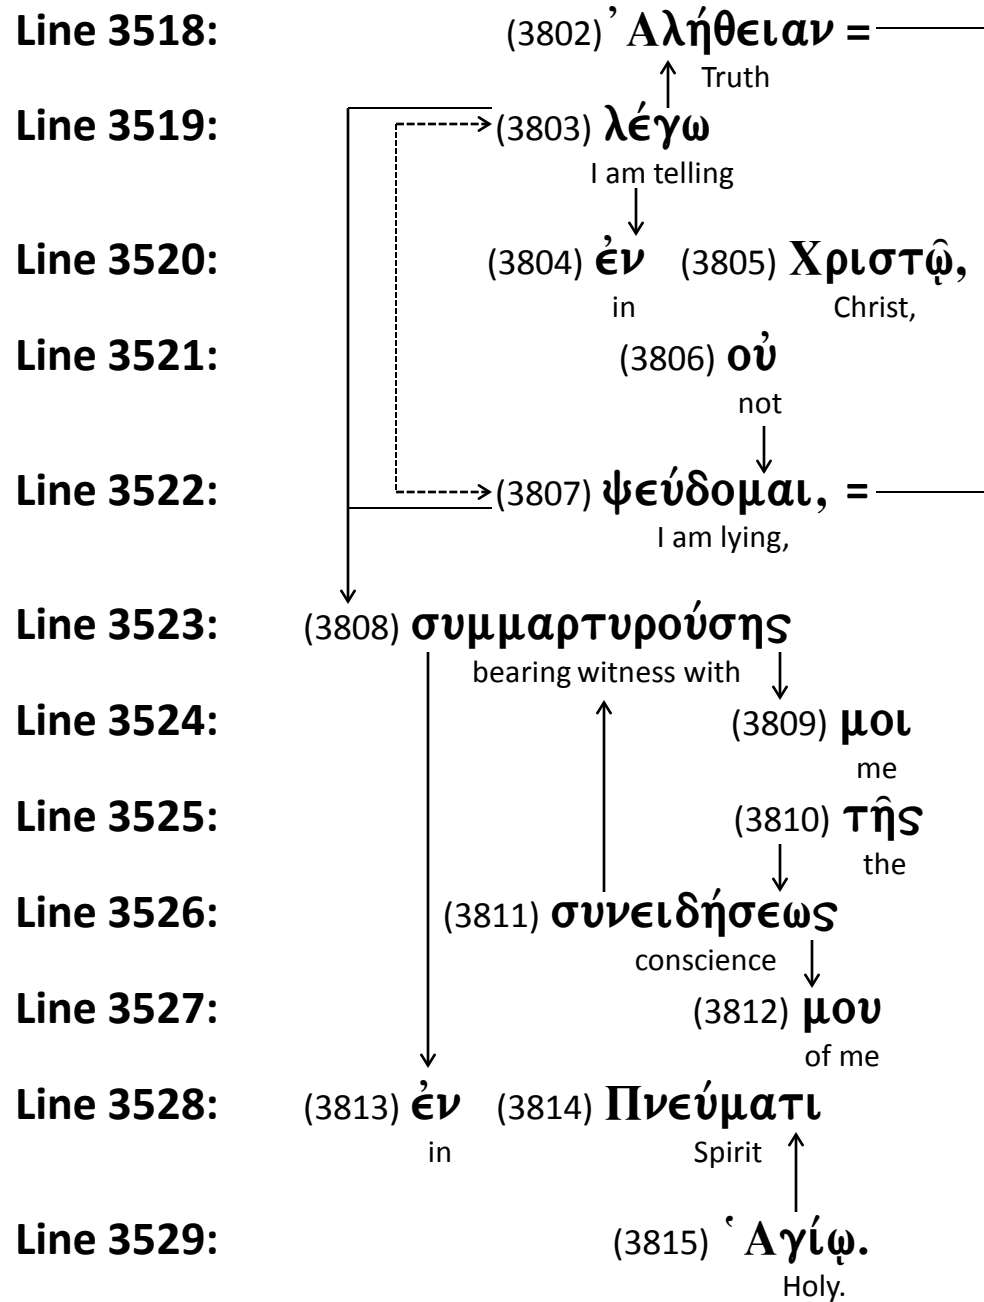 Line 3518: (3802) ᾿Αλήθειαν =
Truth
Line 3519: (3803) λέγω
I am telling
Line 3520: (3804) ἐν (3805) Χριστῷ,
in Christ,
Line 3521: (3806) οὐ
not
Line 3522: (3807) ψεύδομαι, =
I am lying,
Line 3523: (3808) συμμαρτυρούσης
bearing witness with
Line 3524: (3809) μοι
me
Line 3525: (3810) τῆς
the
Line 3526: (3811) συνειδήσεως
conscience
Line 3527: (3812) μου
of me
Line 3528: (3813) ἐν (3814) Πνεύματι
in Spirit
Line 3529: (3815) ῾Αγίῳ.
Holy.